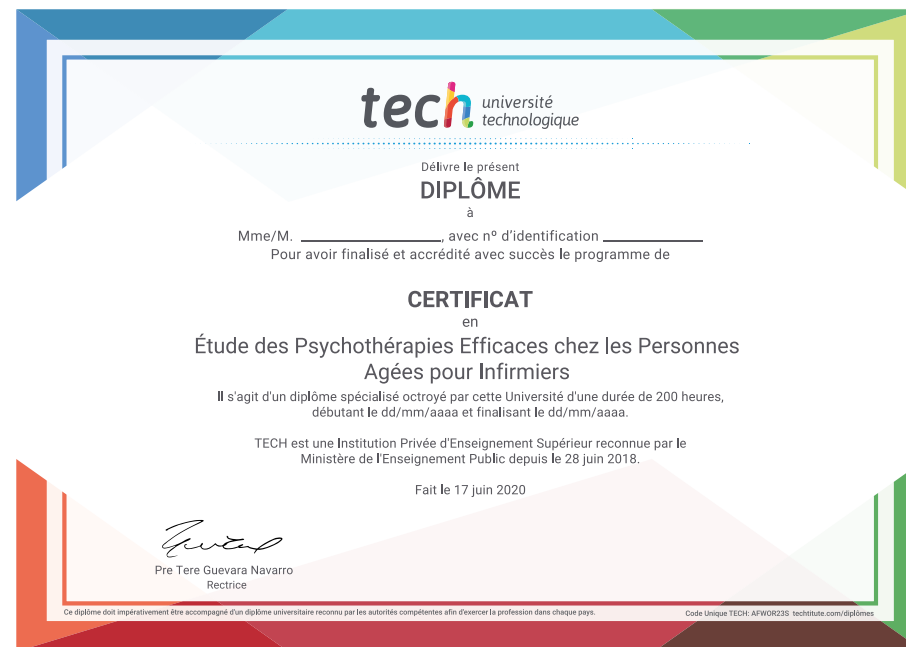 tech université
technologique
Délivre le présent
DIPLÔME
à
Mme/M. ____________________, avec nº d'identification ______________
Pour avoir finalisé et accrédité avec succès le programme de
CERTIFICAT
en
Étude des Psychothérapies Efficaces chez les Personnes
Agées pour Infirmiers
Il s'agit d'un diplôme spécialisé octroyé par cette Université d'une durée de 200 heures,
débutant le dd/mm/aaaa et finalisant le dd/mm/aaaa.
TECH est une Institution Privée d'Enseignement Supérieur reconnue par le
Ministère de l'Enseignement Public depuis le 28 juin 2018.
Fait le 17 juin 2020
Pre Tere Guevara Navarro
Rectrice
Ce diplôme doit impérativement être accompagné d'un diplôme universitaire reconnu par les autorités compétentes afin d'exercer la profession dans chaque pays.
Code Unique TECH: AFWOR23S techtitute.com/diplômes